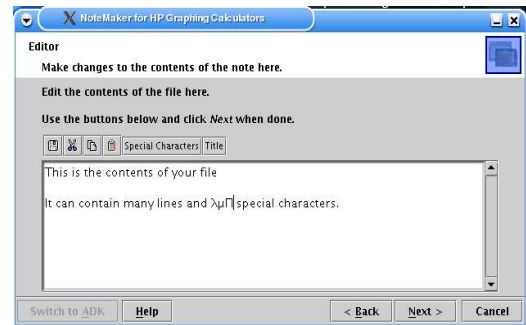 NoteMaker for HP Graphing Calculators
Editor
Make changes to the contents of the note here.
Edit the contents of the file here.
Use the buttons below and click Next when done.
Special Characters Title
This is the contents of your file
It can contain many lines and λμΠ special characters.
Switch to ADK Help < Back Next > Cancel